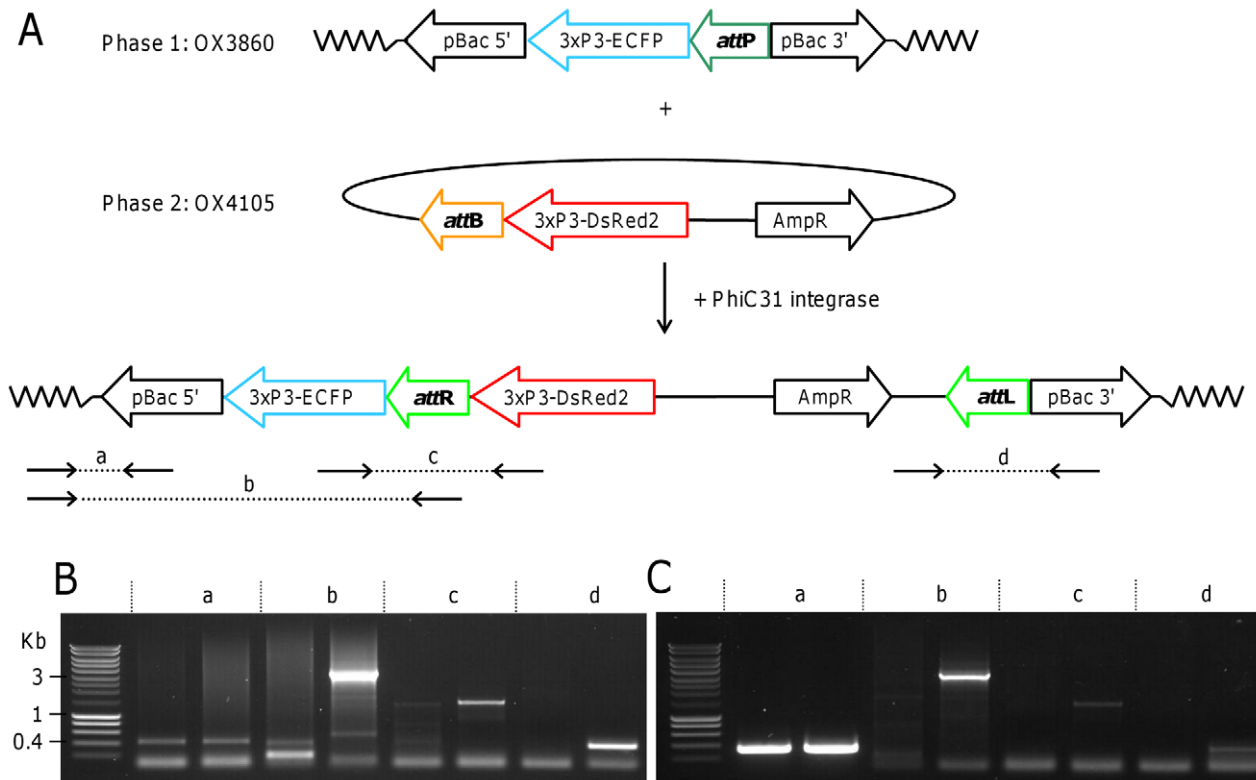 A
Phase 1: OX3860
pBac 5' 3xP3-ECFP attP pBac 3'
+
Phase 2: OX4105
attB 3xP3-DsRed2 AmpR
+ PhiC31 integrase
pBac 5' 3xP3-ECFP attR 3xP3-DsRed2 AmpR attL pBac 3'
a c d
b
B a b c d
C a b c d
Kb
3
1
0.4